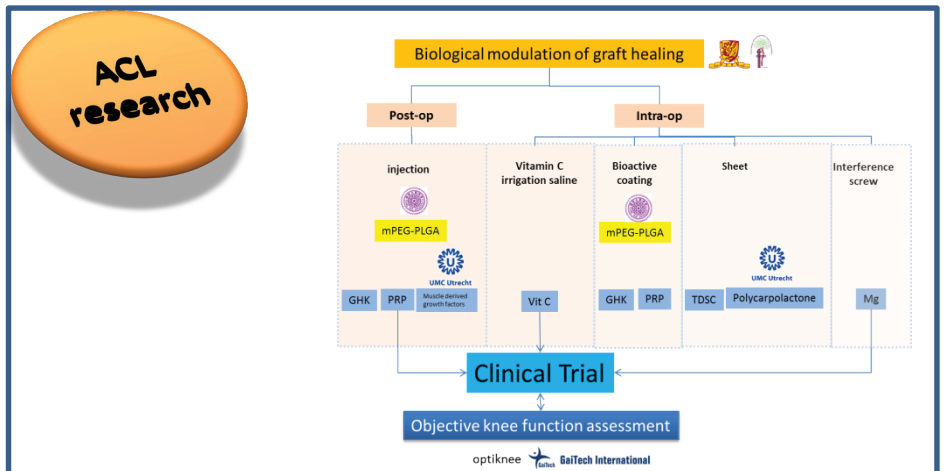 ACL
research
Biological modulation of graft healing
Post-op
Intra-op
injection
mPEG-PLGA
UMC Utrecht
GHK
PRP
Muscle derived
growth factors
Vitamin C
irrigation saline
Vit C
Bioactive
coating
mPEG-PLGA
GHK
PRP
Sheet
UMC Utrecht
TDSC
Polycarpolactone
Interference
screw
Mg
Clinical Trial
Objective knee function assessment
optiknee
GaiTech
GaiTech International